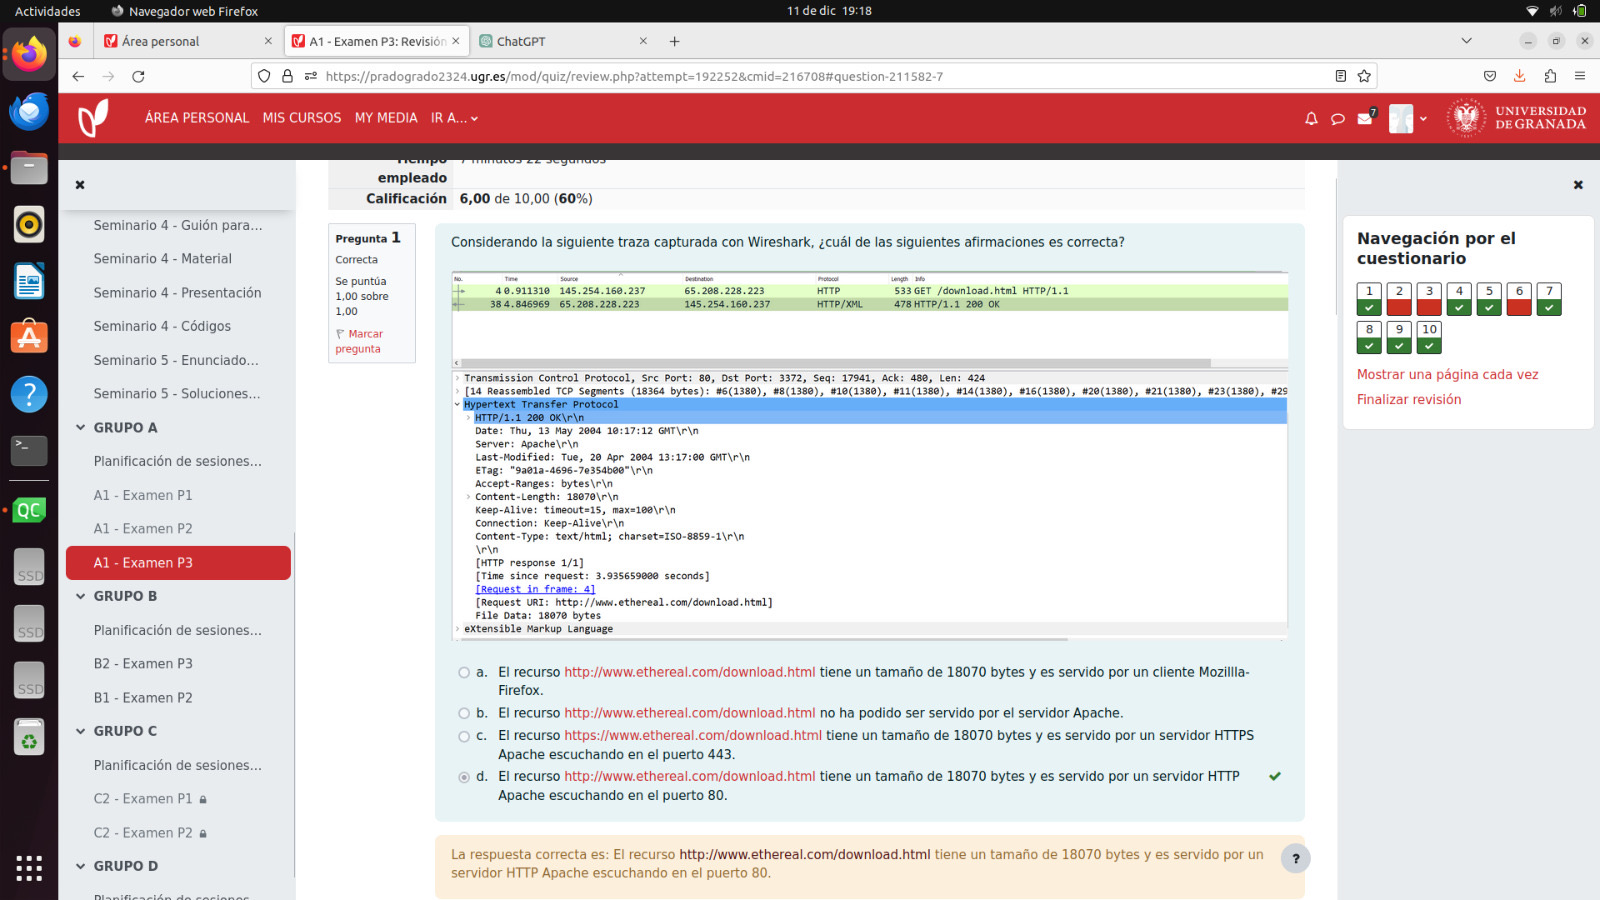 Actividades
Navegador web Firefox
11 de dic 19:18
Área personal
A1 - Examen P3: Revisión
ChatGPT
https://pradogrado2324.ugr.es/mod/quiz/review.php?attempt=192252&cmid=216708#question-211582-7
ÁREA PERSONAL
MIS CURSOS
MY MEDIA
IR A...
7
UNIVERSIDAD
DE GRANADA
Seminario 4 - Guión para...
Seminario 4 - Material
Seminario 4 - Presentación
Seminario 4 - Códigos
Seminario 5 - Enunciado...
Seminario 5 - Soluciones...
GRUPO A
Planificación de sesiones...
A1 - Examen P1
A1 - Examen P2
A1 - Examen P3
GRUPO B
Planificación de sesiones...
B2 - Examen P3
B1 - Examen P2
GRUPO C
Planificación de sesiones...
C2 - Examen P1
C2 - Examen P2
GRUPO D
Planificación de sesiones
QC
SSD
SSD
SSD
Tiempo 7 minutos 22 segundos
empleado
Calificación 6,00 de 10,00 (60%)
Pregunta 1
Correcta
Se puntúa
1,00 sobre
1,00
Marcar
pregunta
Considerando la siguiente traza capturada con Wireshark, ¿cuál de las siguientes afirmaciones es correcta?
No. Time Source Destination Protocol Length Info
4 0.911310 145.254.160.237 65.208.228.223 HTTP 533 GET /download.html HTTP/1.1
38 4.846969 65.208.228.223 145.254.160.237 HTTP/XML 478 HTTP/1.1 200 OK
Transmission Control Protocol, Src Port: 80, Dst Port: 3372, Seq: 17941, Ack: 480, Len: 424
[14 Reassembled TCP Segments (18364 bytes): #6(1380), #8(1380), #10(1380), #11(1380), #14(1380), #16(1380), #20(1380), #21(1380), #23(1380), #29
Hypertext Transfer Protocol
HTTP/1.1 200 OK\r\n
Date: Thu, 13 May 2004 10:17:12 GMT\r\n
Server: Apache\r\n
Last-Modified: Tue, 20 Apr 2004 13:17:00 GMT\r\n
ETag: "9a01a-4696-7e354b00"\r\n
Accept-Ranges: bytes\r\n
Content-Length: 18070\r\n
Keep-Alive: timeout=15, max=100\r\n
Connection: Keep-Alive\r\n
Content-Type: text/html; charset=ISO-8859-1\r\n
\r\n
[HTTP response 1/1]
[Time since request: 3.935659000 seconds]
[Request in frame: 4]
[Request URI: http://www.ethereal.com/download.html]
File Data: 18070 bytes
eXtensible Markup Language
a. El recurso http://www.ethereal.com/download.html tiene un tamaño de 18070 bytes y es servido por un cliente Mozillla-
Firefox.
b. El recurso http://www.ethereal.com/download.html no ha podido ser servido por el servidor Apache.
c. El recurso https://www.ethereal.com/download.html tiene un tamaño de 18070 bytes y es servido por un servidor HTTPS
Apache escuchando en el puerto 443.
d. El recurso http://www.ethereal.com/download.html tiene un tamaño de 18070 bytes y es servido por un servidor HTTP
Apache escuchando en el puerto 80.
La respuesta correcta es: El recurso http://www.ethereal.com/download.html tiene un tamaño de 18070 bytes y es servido por un
servidor HTTP Apache escuchando en el puerto 80.
?
Navegación por el
cuestionario
1 2 3 4 5 6 7
8 9 10
Mostrar una página cada vez
Finalizar revisión